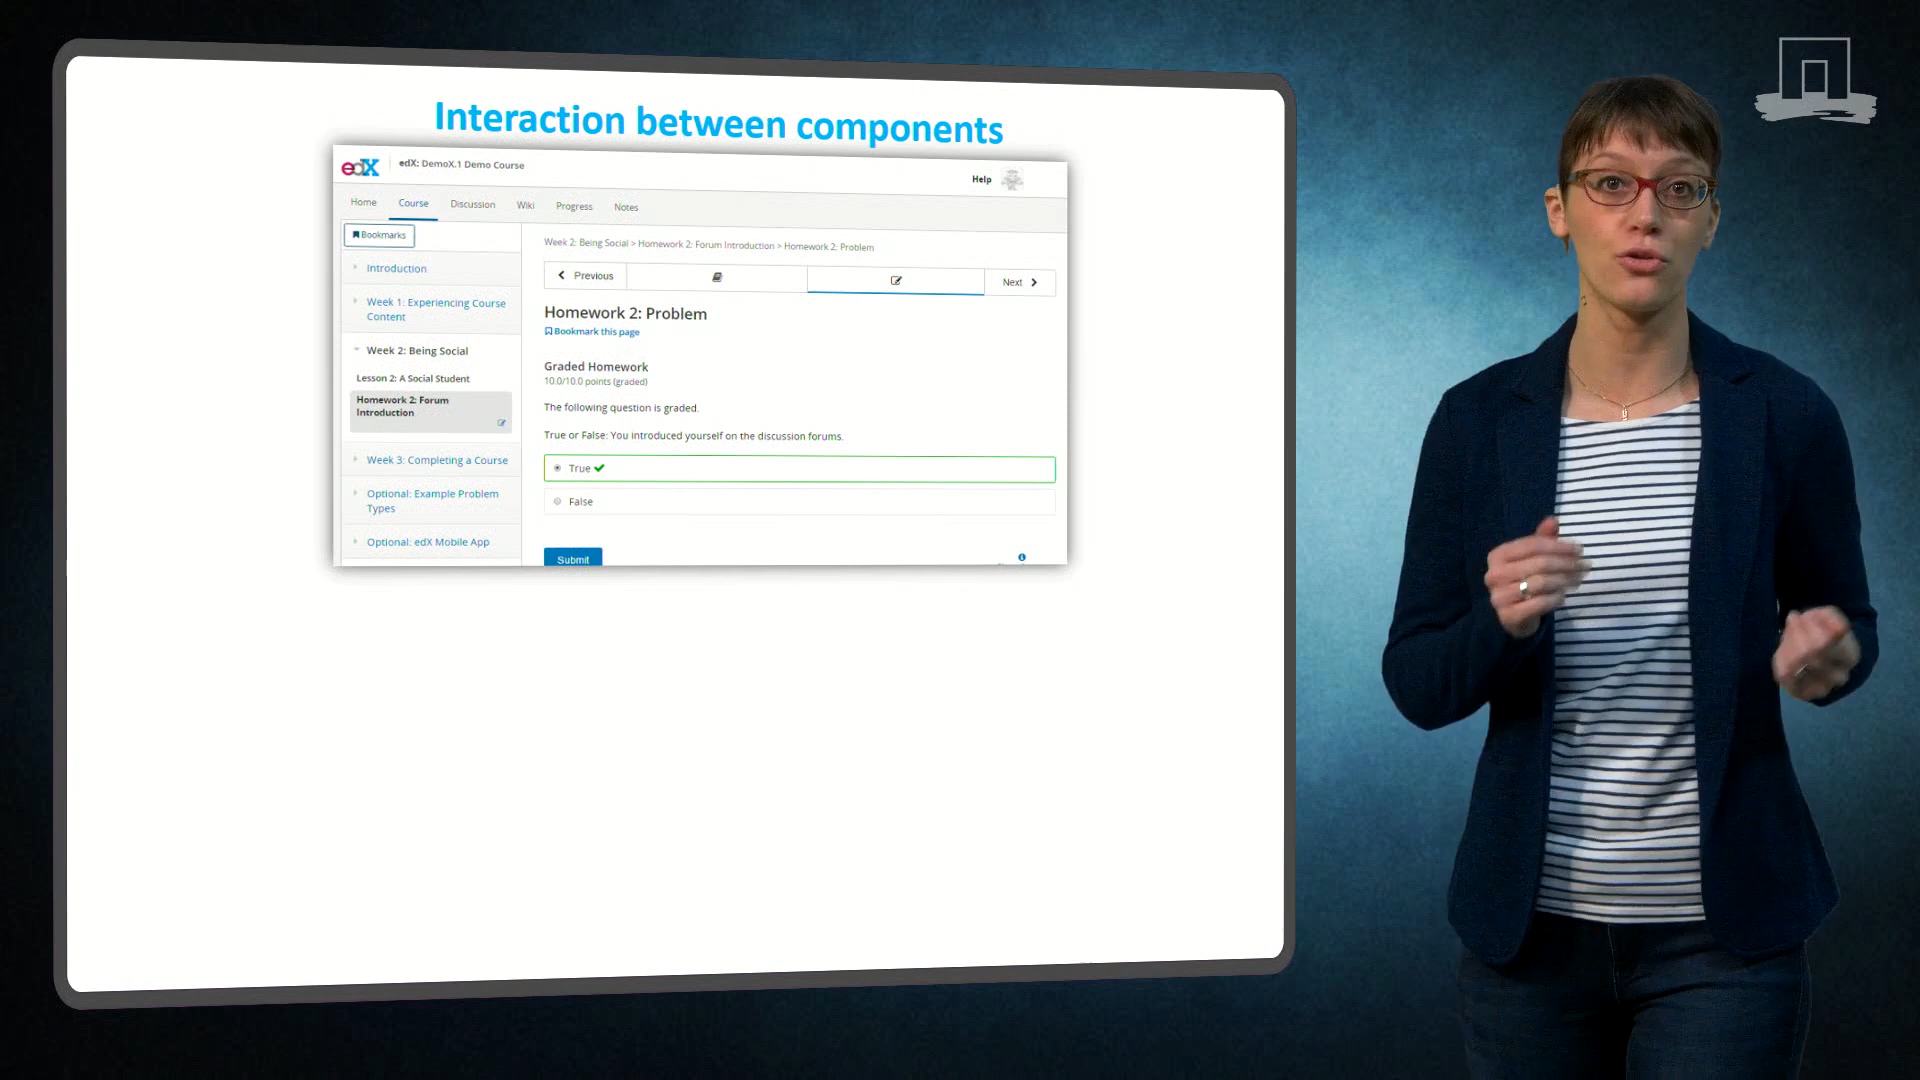 Interaction between components
edX
edX: DemoX.1 Demo Course
Help
Home
Course
Discussion
Wiki
Progress
Notes
Bookmarks
Introduction
Week 1: Experiencing Course
Content
Week 2: Being Social
Lesson 2: A Social Student
Homework 2: Forum
Introduction
Week 3: Completing a Course
Optional: Example Problem
Types
Optional: edX Mobile App
Week 2: Being Social > Homework 2: Forum Introduction > Homework 2: Problem
Previous
Next
Homework 2: Problem
Bookmark this page
Graded Homework
10.0/10.0 points (graded)
The following question is graded.
True or False: You introduced yourself on the discussion forums.
True
False
Submit